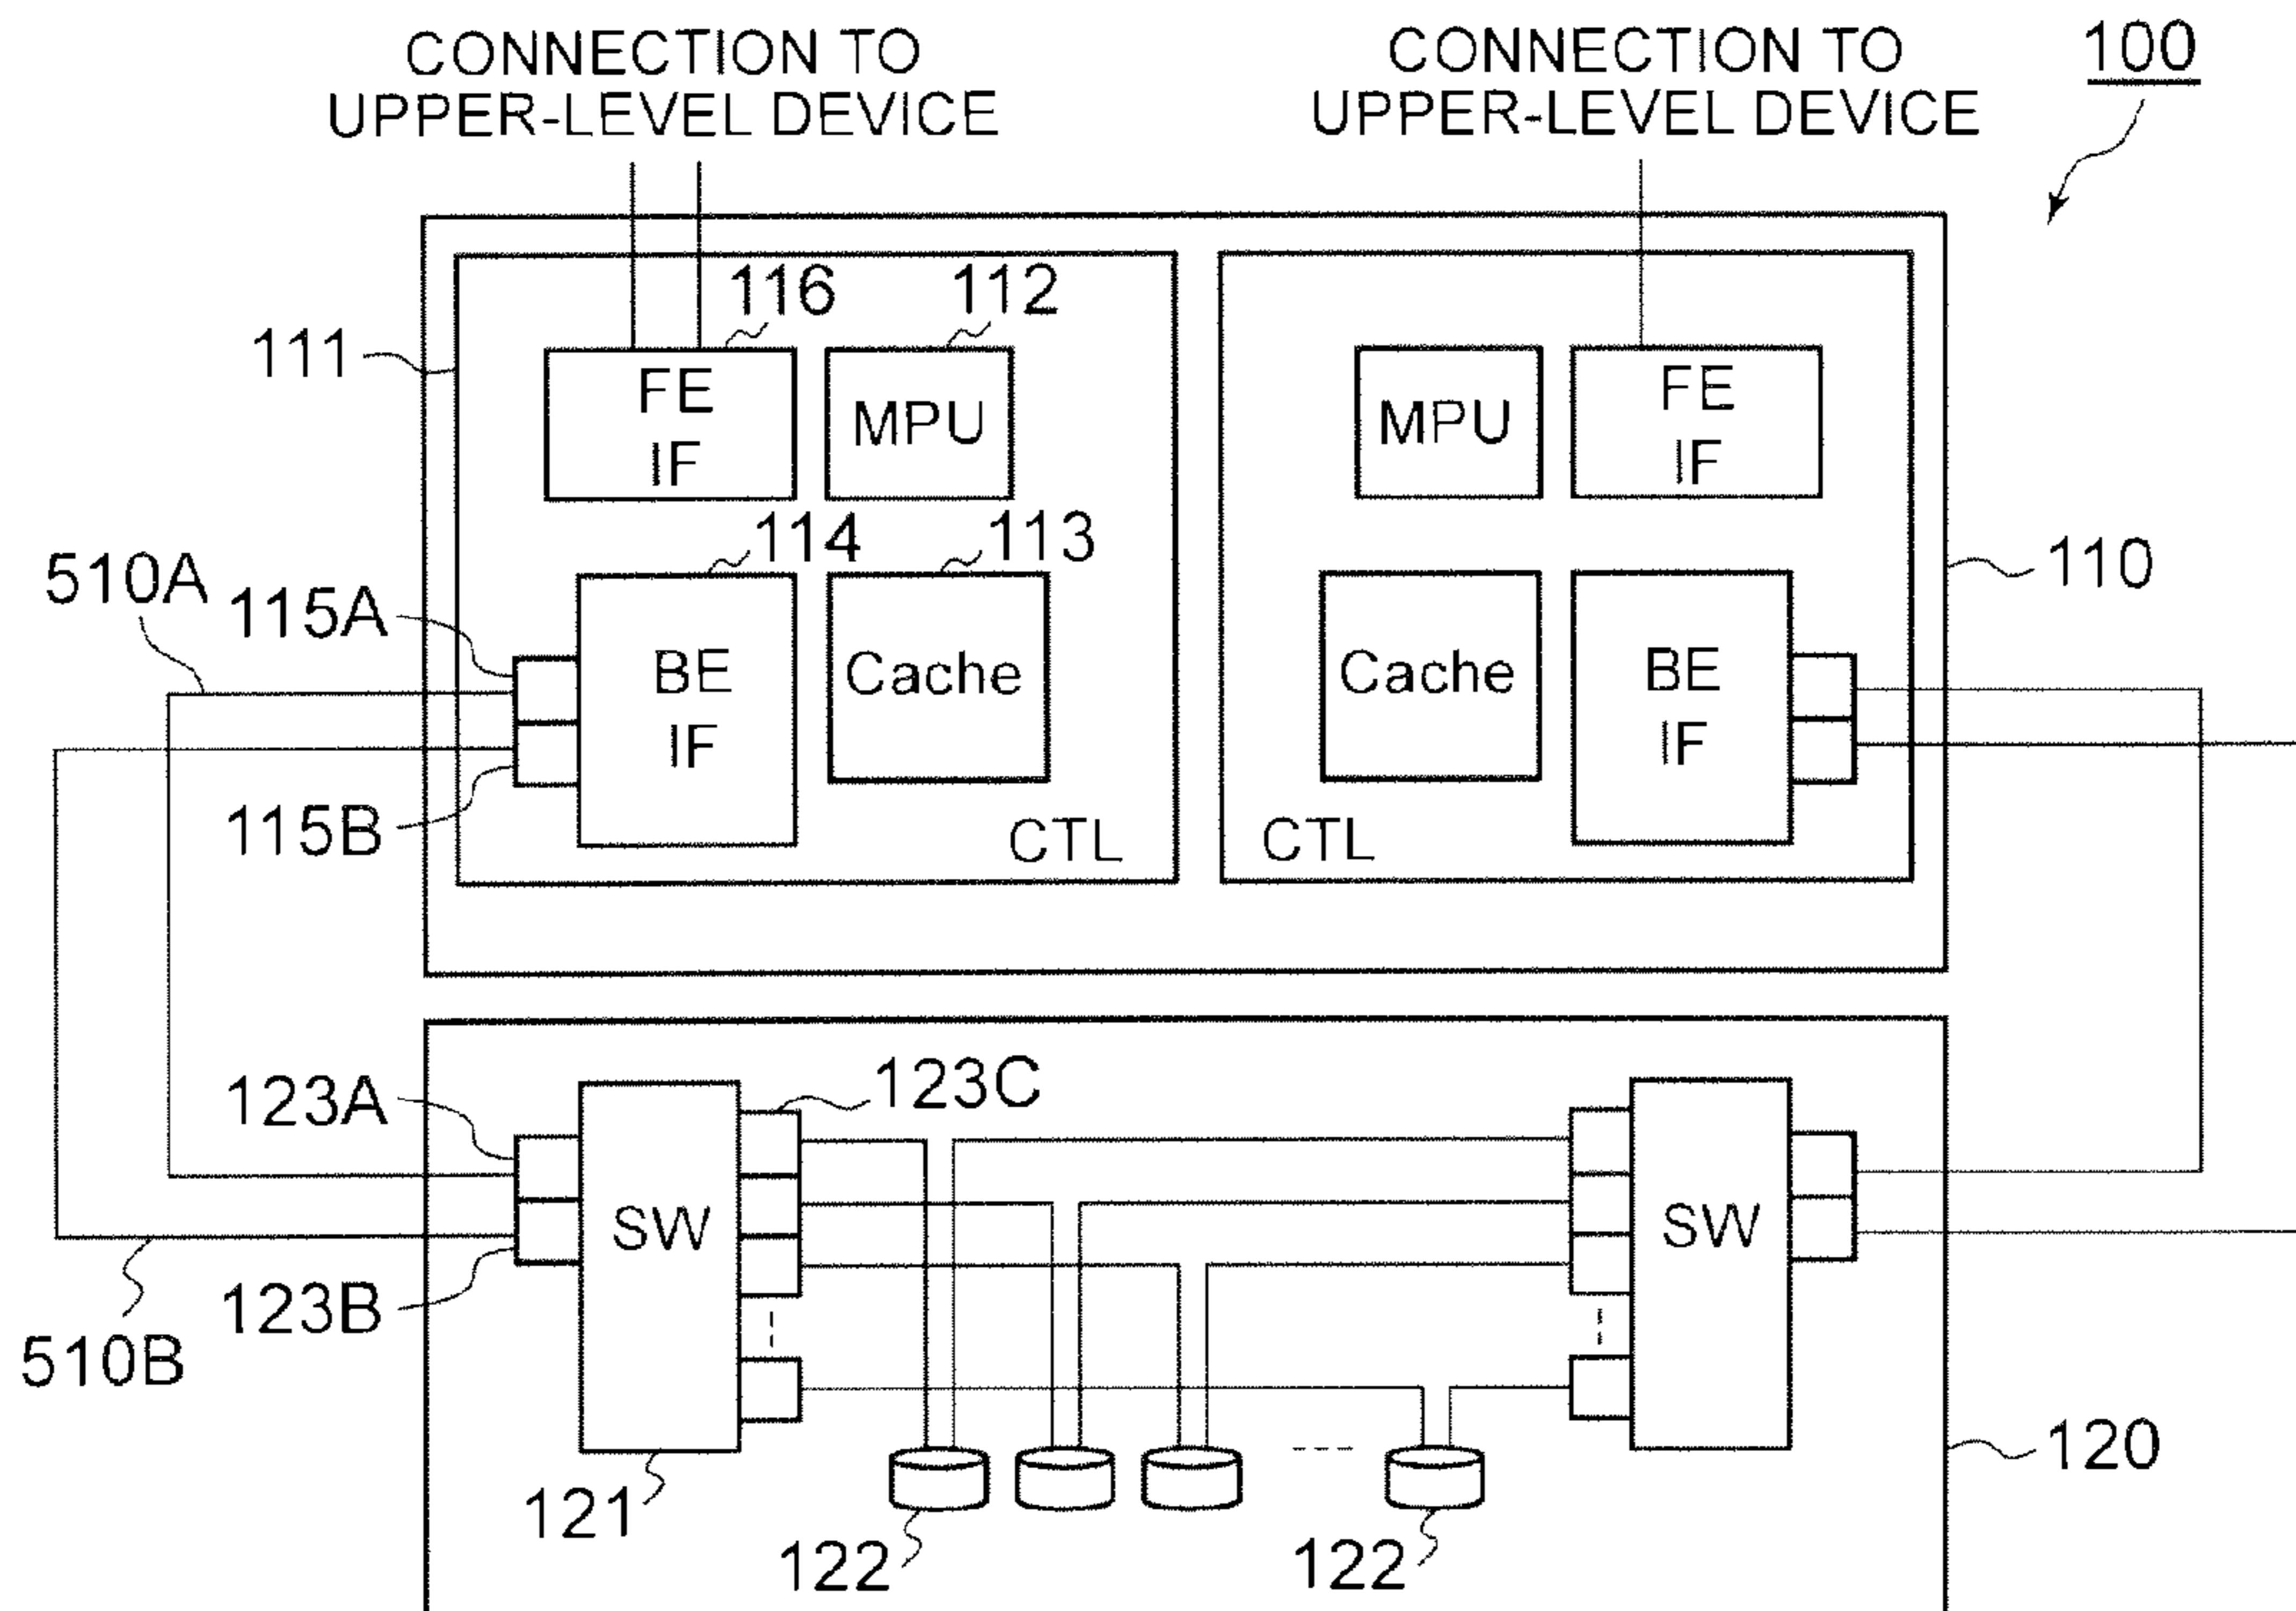 CONNECTION TO
UPPER-LEVEL DEVICE
CONNECTION TO
UPPER-LEVEL DEVICE
100
116
112
111
FE
IF
MPU
MPU
FE
IF
114
113
510A
115A
110
BE
IF
Cache
Cache
BE
IF
115B
CTL
CTL
123A
123C
SW
SW
123B
510B
121
122
122
120